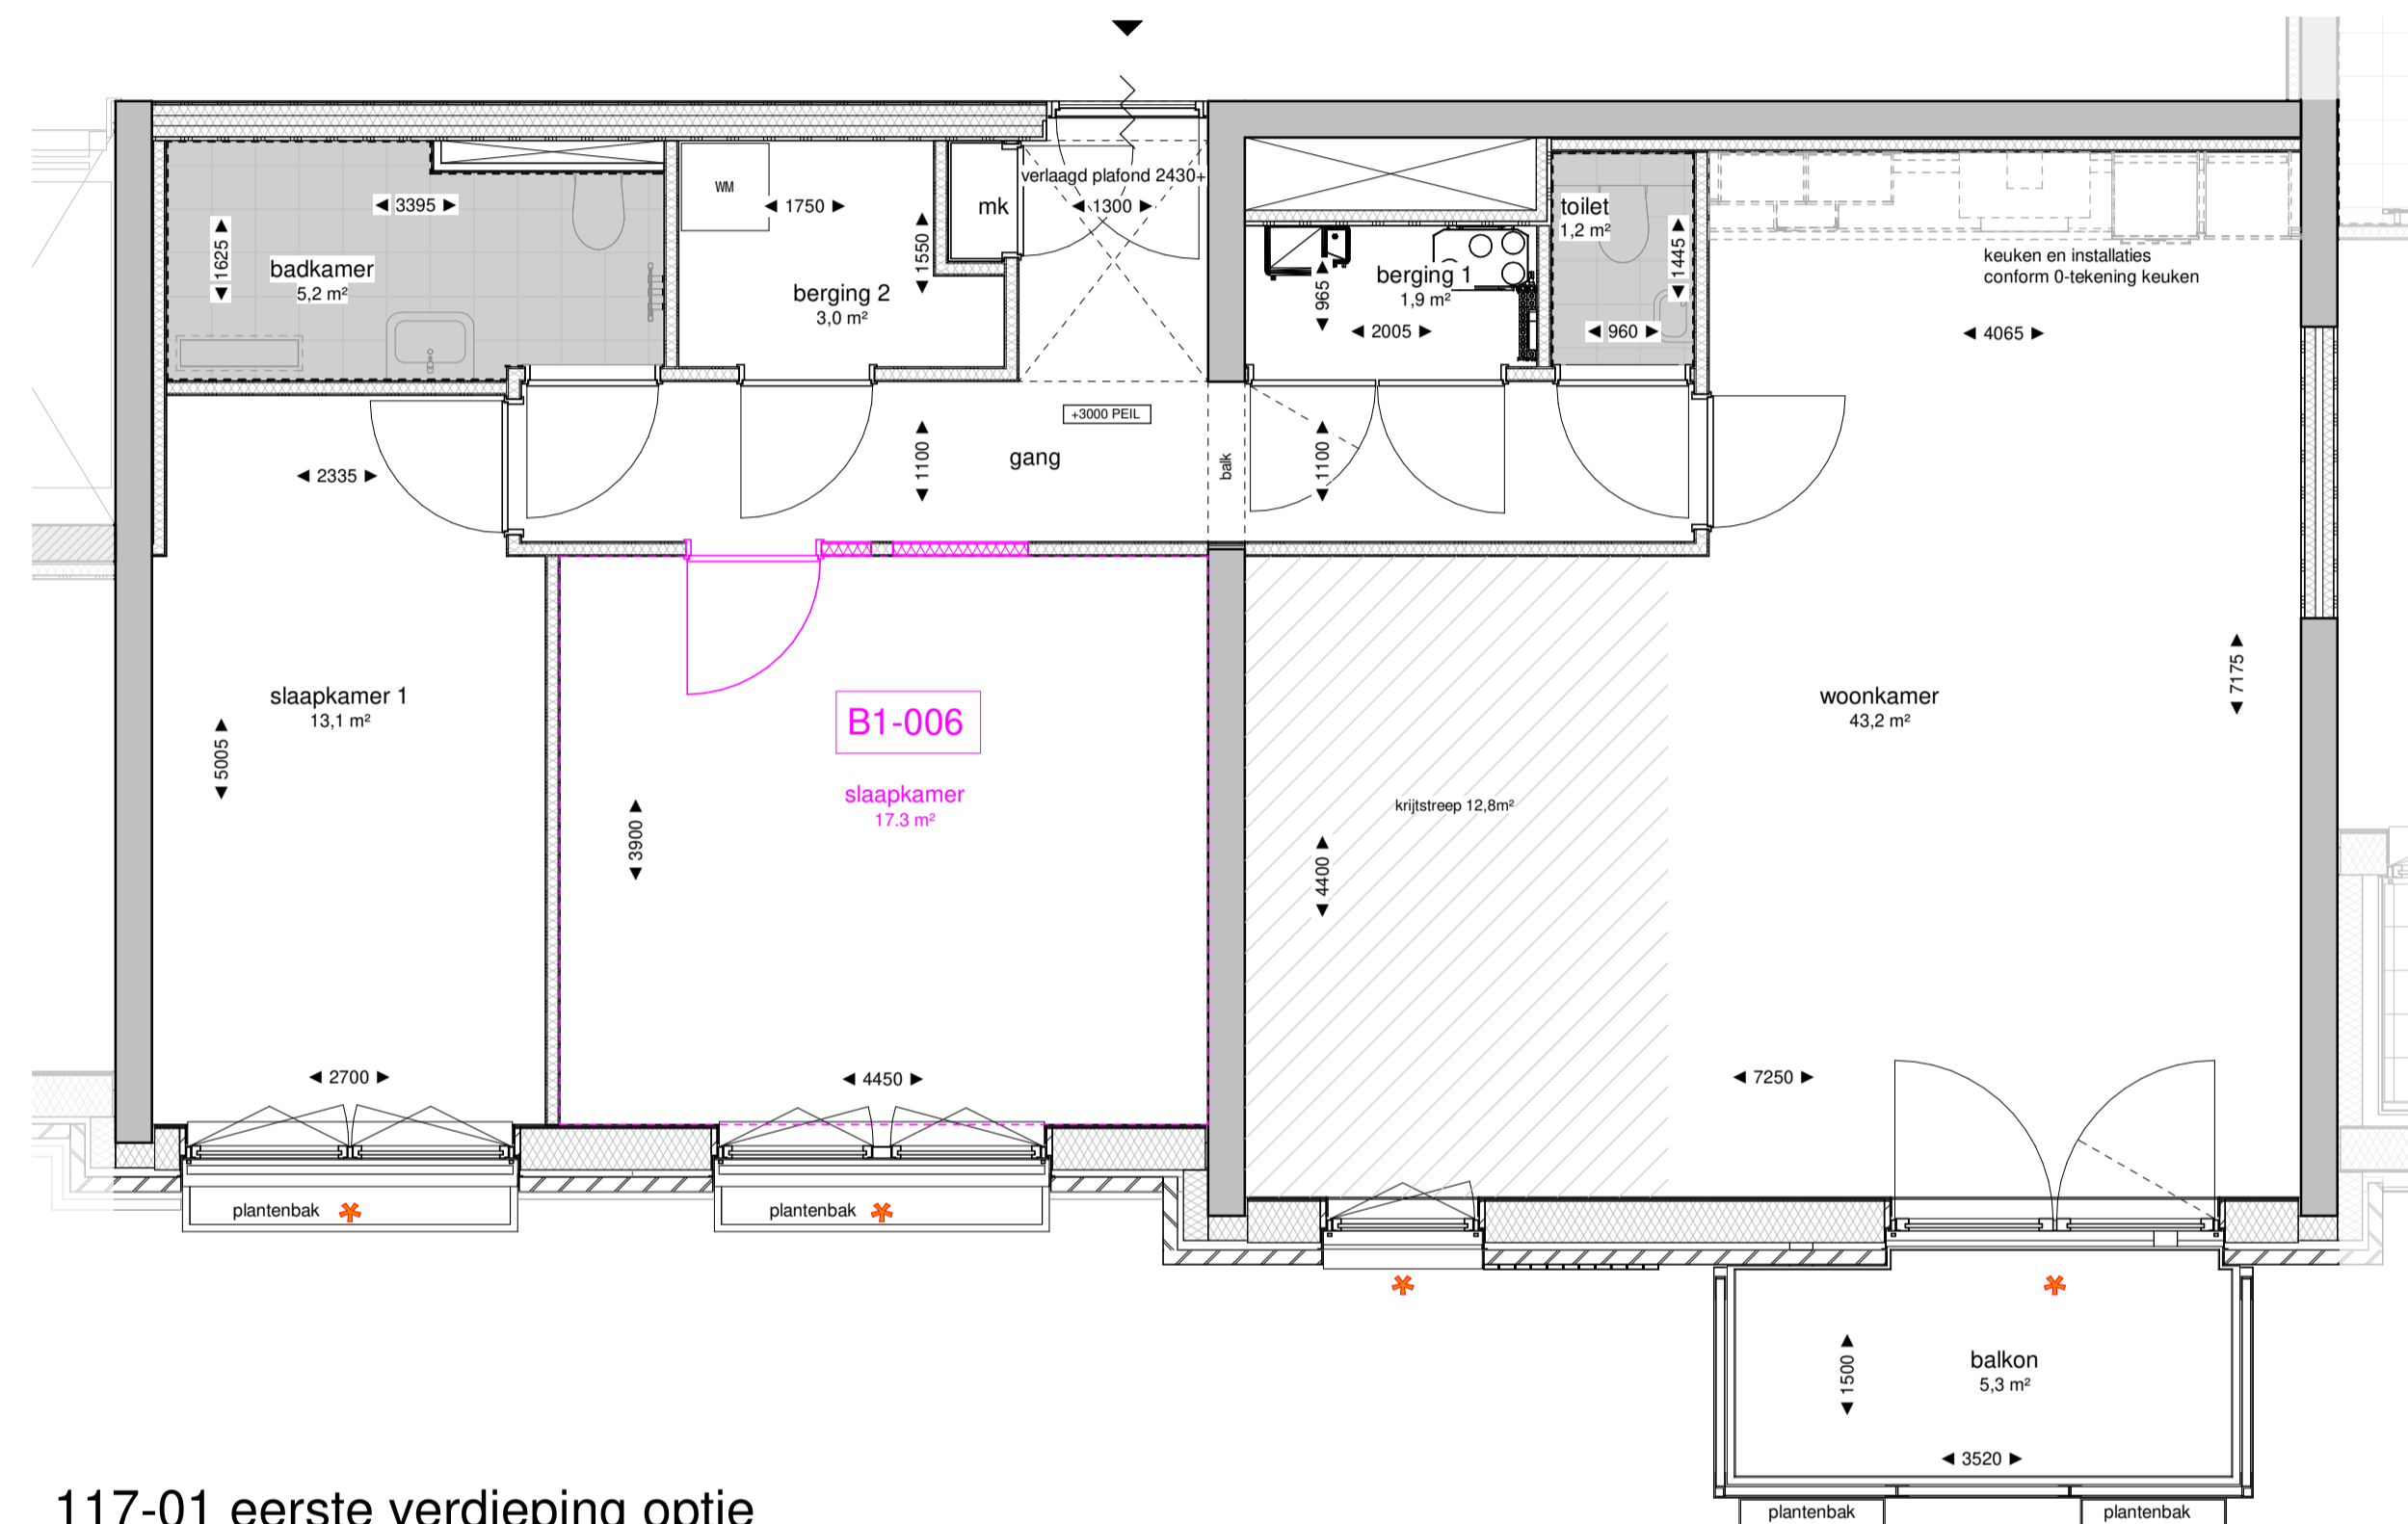 verlaagd plafond 2430+
WM
3395
1750
mk
1300
toilet
1,2 m²
1625
1550
1445
badkamer
5,2 m²
berging 2
3,0 m²
965
berging 1
1,9 m²
keuken en installaties
conform 0-tekening keuken
2005
960
4065
+3000 PEIL
2335
1100
gang
balk
1100
slaapkamer 1
13,1 m²
B1-006
woonkamer
43,2 m²
7175
5005
slaapkamer
17.3 m²
krijtstreep 12,8m²
3900
4400
2700
4450
7250
plantenbak
plantenbak
balkon
5,3 m²
1500
3520
117-01 eerste verdieping optie
plantenbak
plantenbak